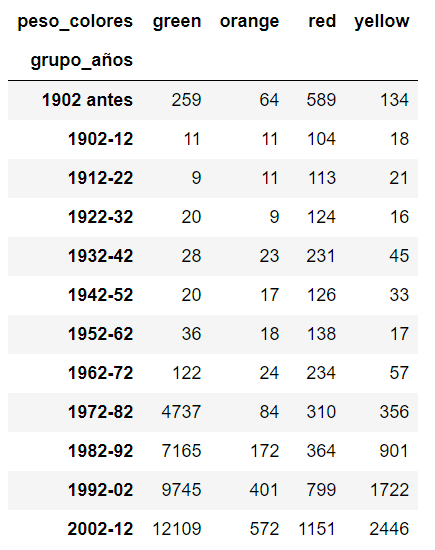 peso_colores green orange red yellow
grupo_años
1902 antes 259 64 589 134
1902-12 11 11 104 18
1912-22 9 11 113 21
1922-32 20 9 124 16
1932-42 28 23 231 45
1942-52 20 17 126 33
1952-62 36 18 138 17
1962-72 122 24 234 57
1972-82 4737 84 310 356
1982-92 7165 172 364 901
1992-02 9745 401 799 1722
2002-12 12109 572 1151 2446